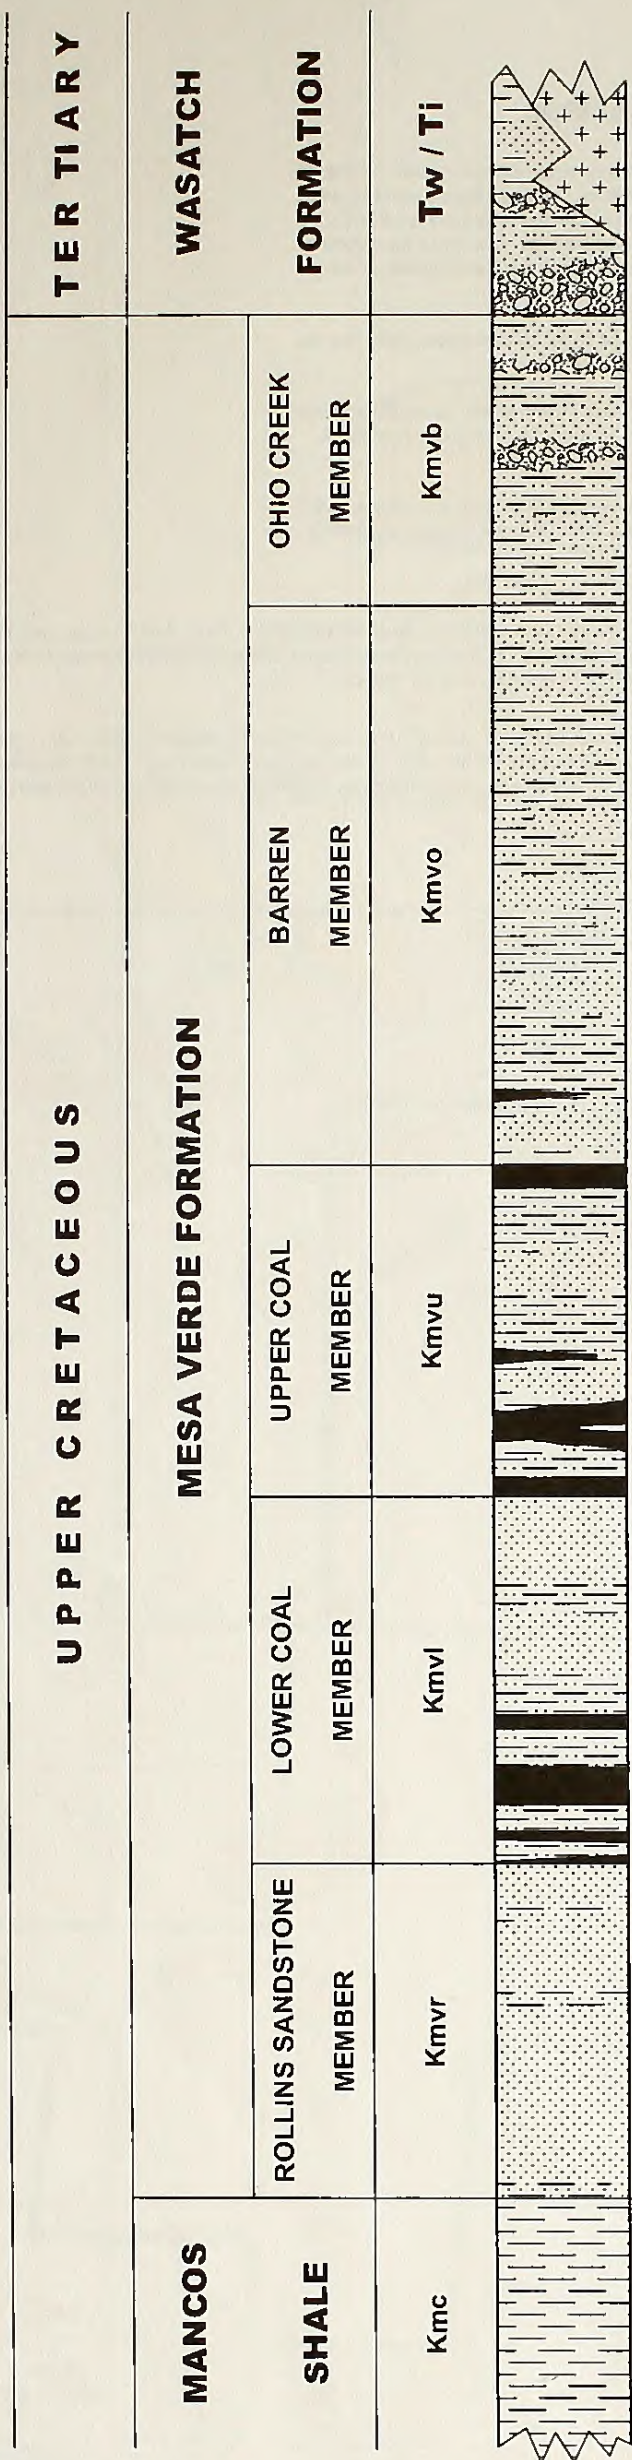 TERTIARY
WASATCH
FORMATION
Tw / Ti
UPPER CRETACEOUS
MESA VERDE FORMATION
OHIO CREEK
MEMBER
Kmvb
BARREN
MEMBER
Kmvo
UPPER COAL
MEMBER
Kmvu
LOWER COAL
MEMBER
Kmvl
ROLLINS SANDSTONE
MEMBER
Kmvr
MANCOS
SHALE
Kmc